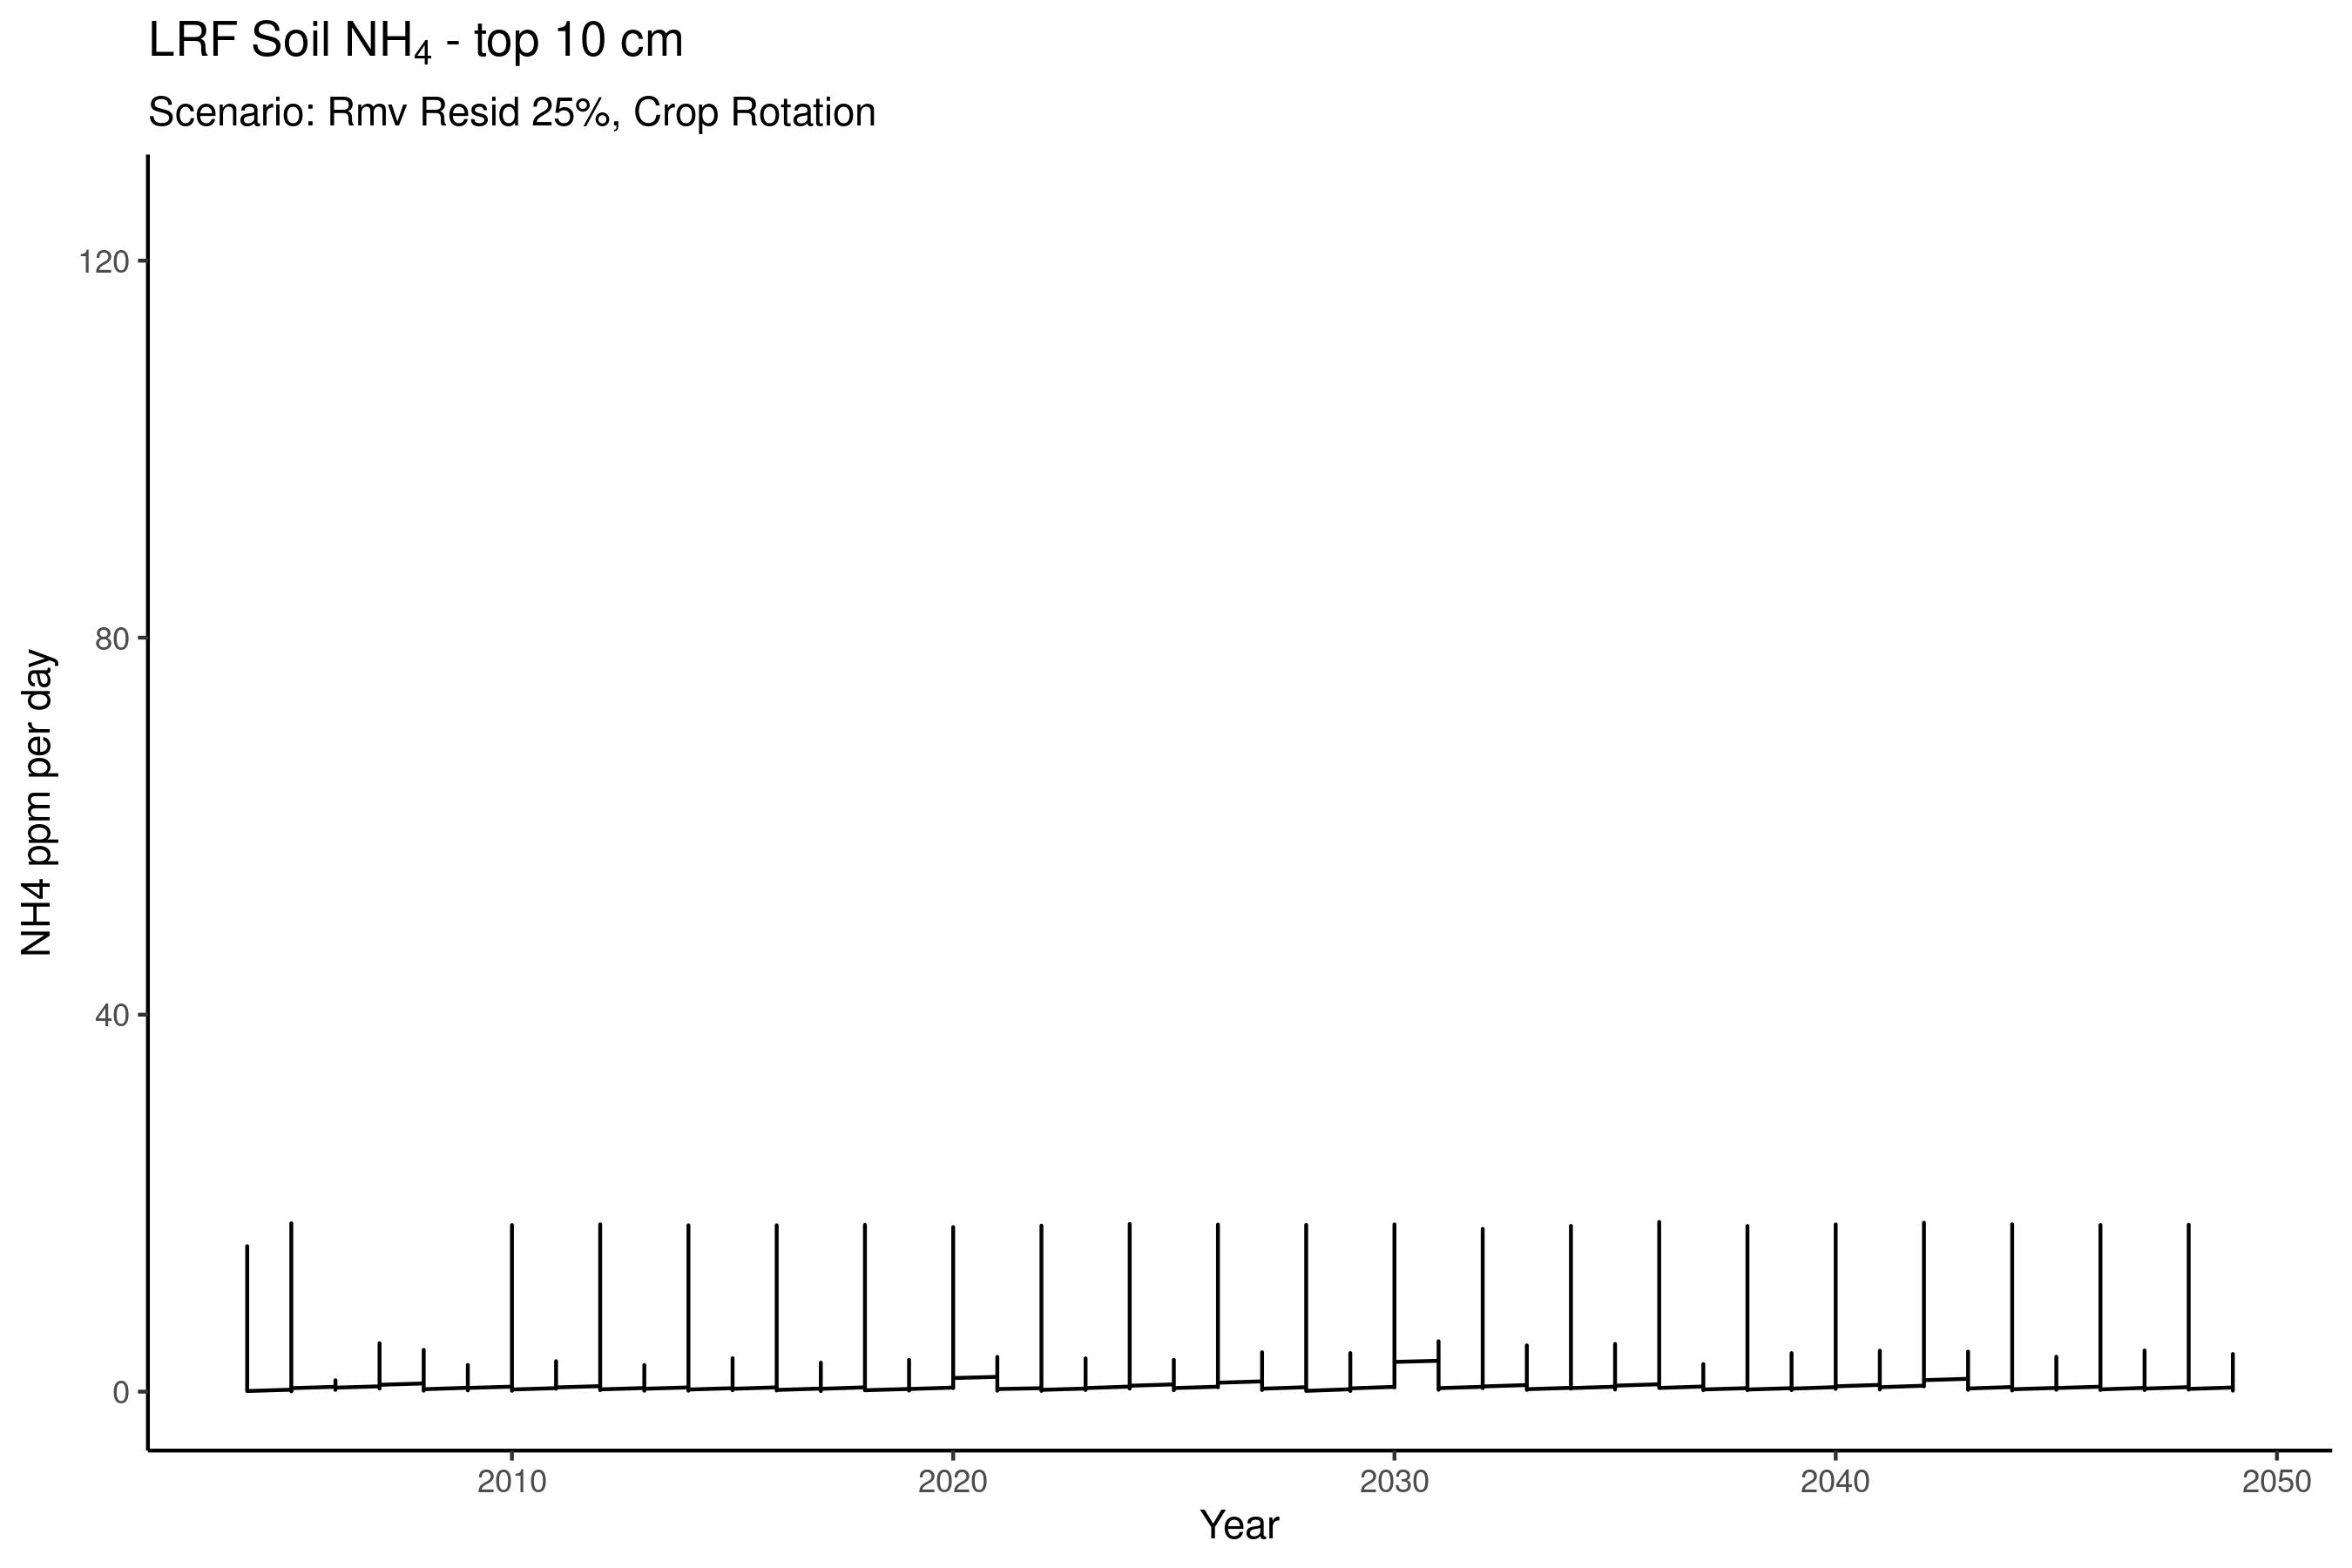 LRF Soil NH₄ - top 10 cm
Scenario: Rmv Resid 25%, Crop Rotation
120
80
40
0
NH4 ppm per day
2010 2020 2030 2040 2050
Year